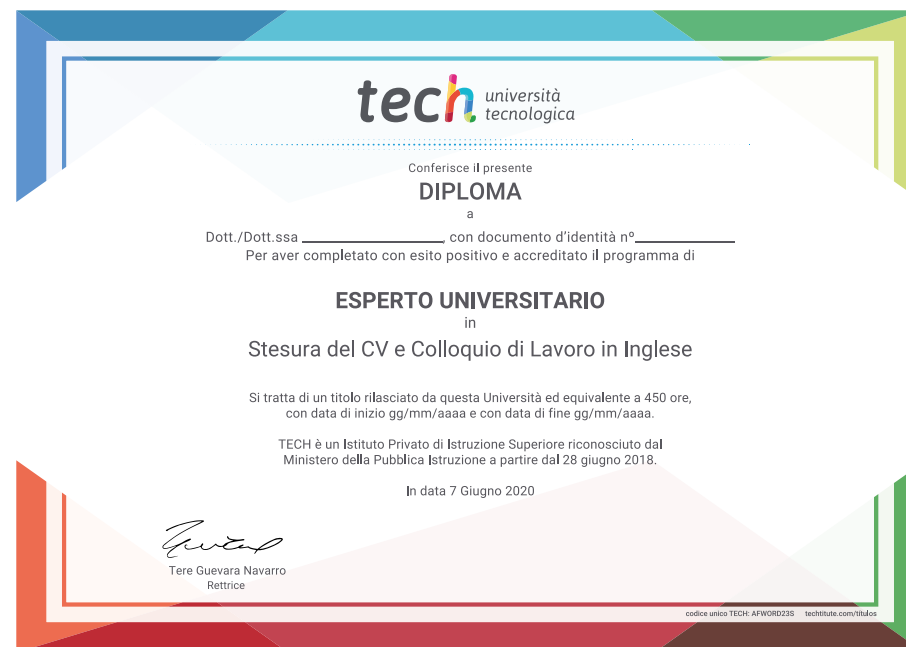 tech università
tecnologica
Conferisce il presente
DIPLOMA
a
Dott./Dott.ssa ____________, con documento d'identità nº____________
Per aver completato con esito positivo e accreditato il programma di
ESPERTO UNIVERSITARIO
in
Stesura del CV e Colloquio di Lavoro in Inglese
Si tratta di un titolo rilasciato da questa Università ed equivalente a 450 ore,
con data di inizio gg/mm/aaaa e con data di fine gg/mm/aaaa.
TECH è un Istituto Privato di Istruzione Superiore riconosciuto dal
Ministero della Pubblica Istruzione a partire dal 28 giugno 2018.
In data 7 Giugno 2020
Tere Guevara Navarro
Rettrice
codice unico TECH: AFWORD23S techtitute.com/titulos